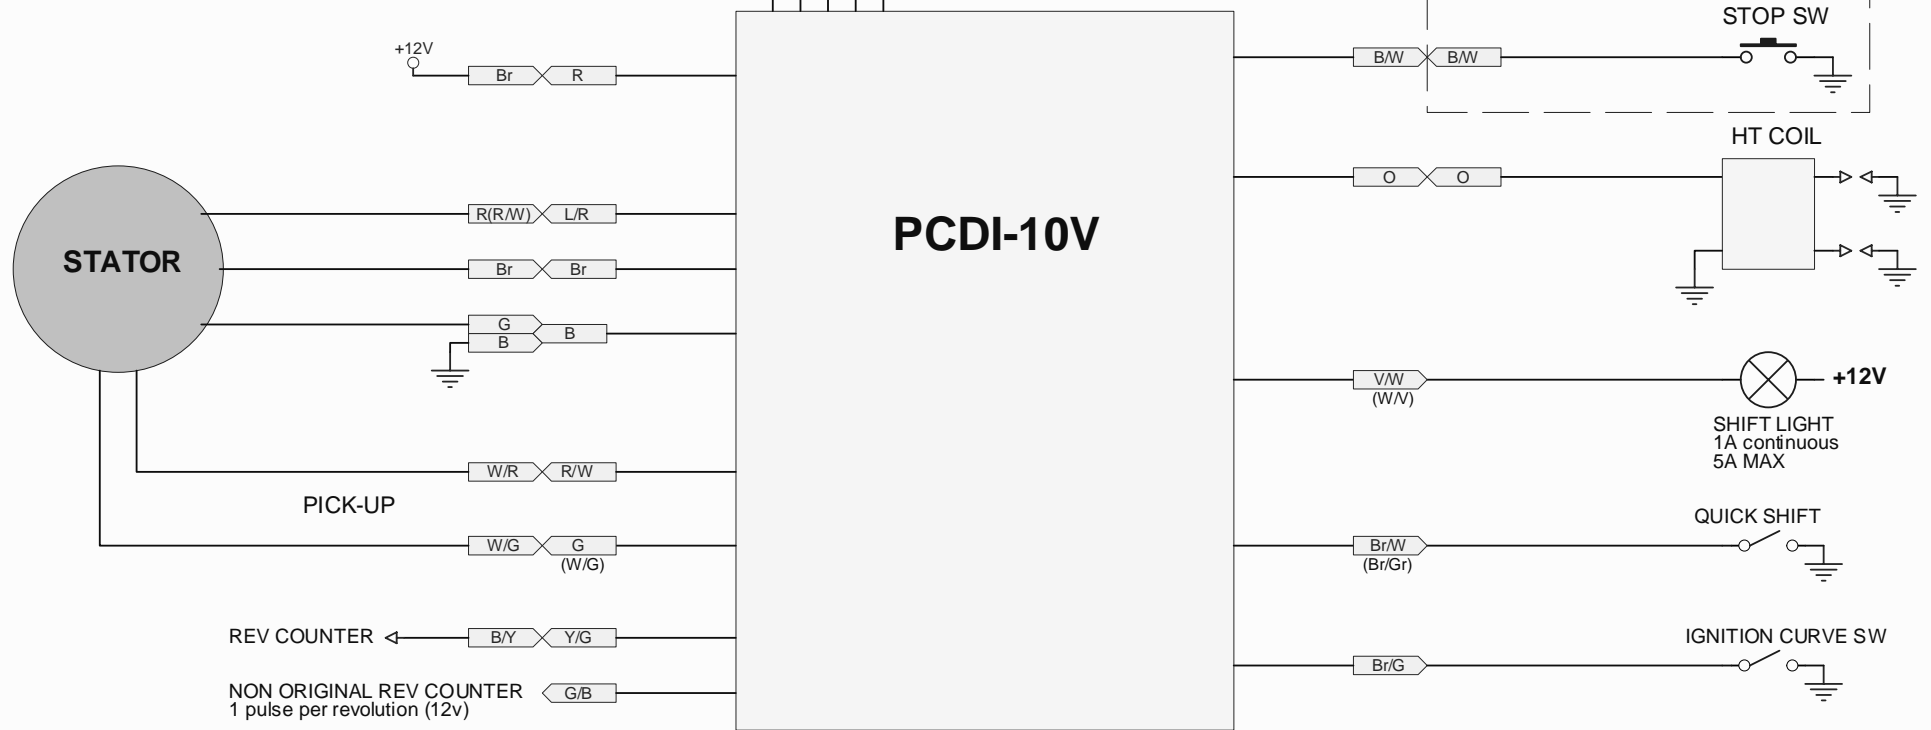 STOP SW
+12V
Br
R
B/W
B/W
HT COIL
O
O
STATOR
R(R/W)
L/R
Br
Br
G
B
B
PCDI-10V
V/W
(W/V)
+12V
SHIFT LIGHT
1A continuous
5A MAX
W/R
R/W
PICK-UP
W/G
G
(W/G)
QUICK SHIFT
Br/W
(Br/Gr)
REV COUNTER
B/Y
Y/G
IGNITION CURVE SW
Br/G
NON ORIGINAL REV COUNTER
1 pulse per revolution (12v)
G/B